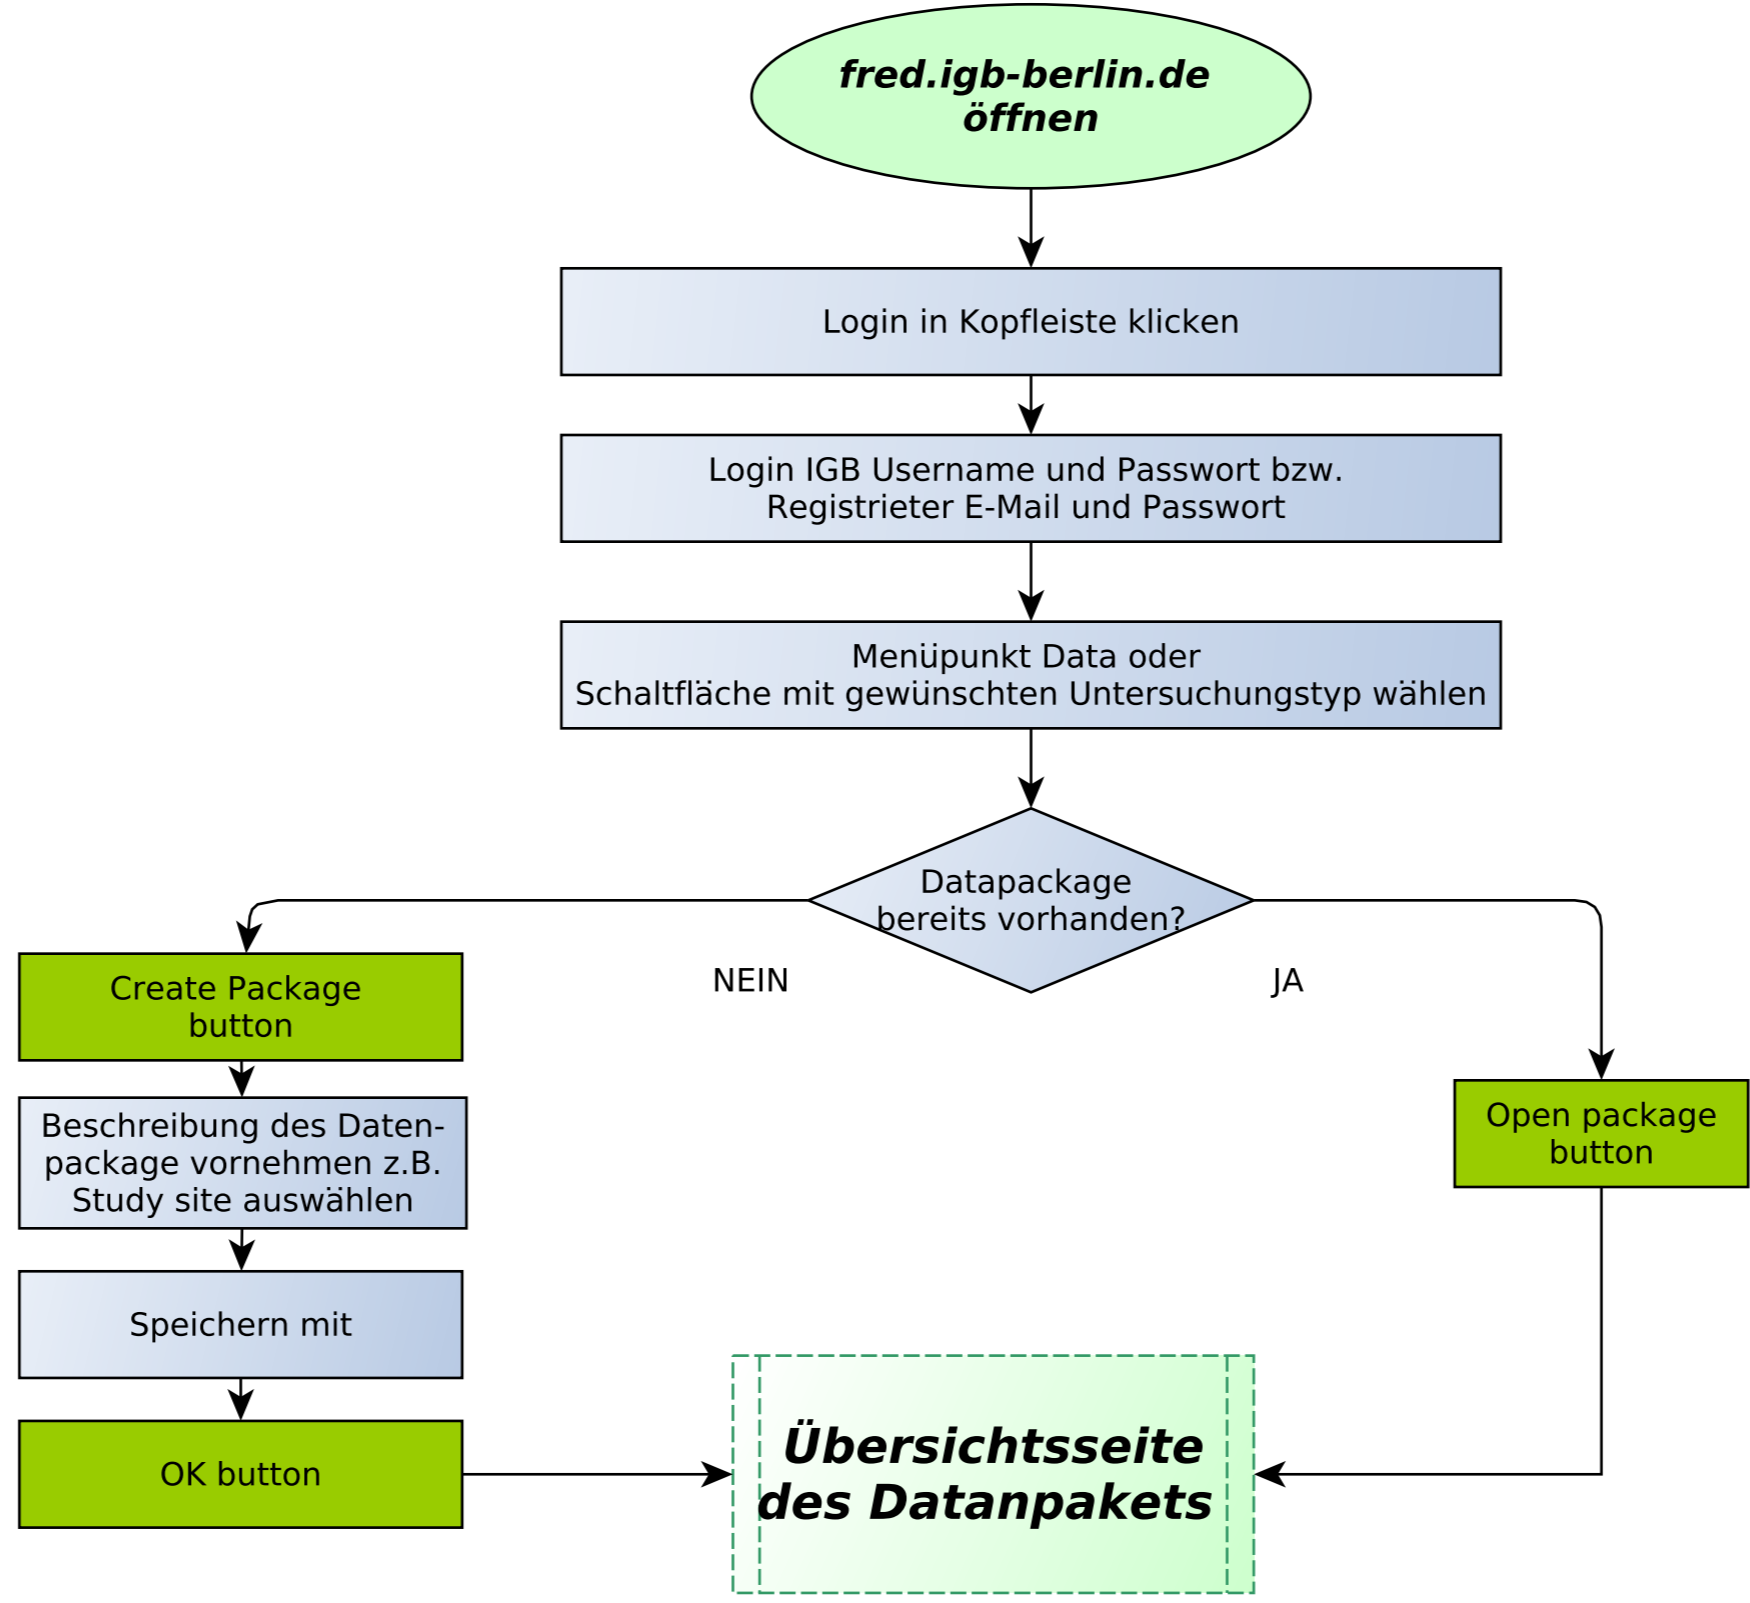 fred.igb-berlin.de
öffnen
Login in Kopfleiste klicken
Login IGB Username und Passwort bzw.
Registrieter E-Mail und Passwort
Menüpunkt Data oder
Schaltfläche mit gewünschten Untersuchungstyp wählen
Datapackage
bereits vorhanden?
NEIN
JA
Create Package
button
Beschreibung des Daten-
package vornehmen z.B.
Study site auswählen
Speichern mit
OK button
Open package
button
Übersichtsseite
des Datanpakets